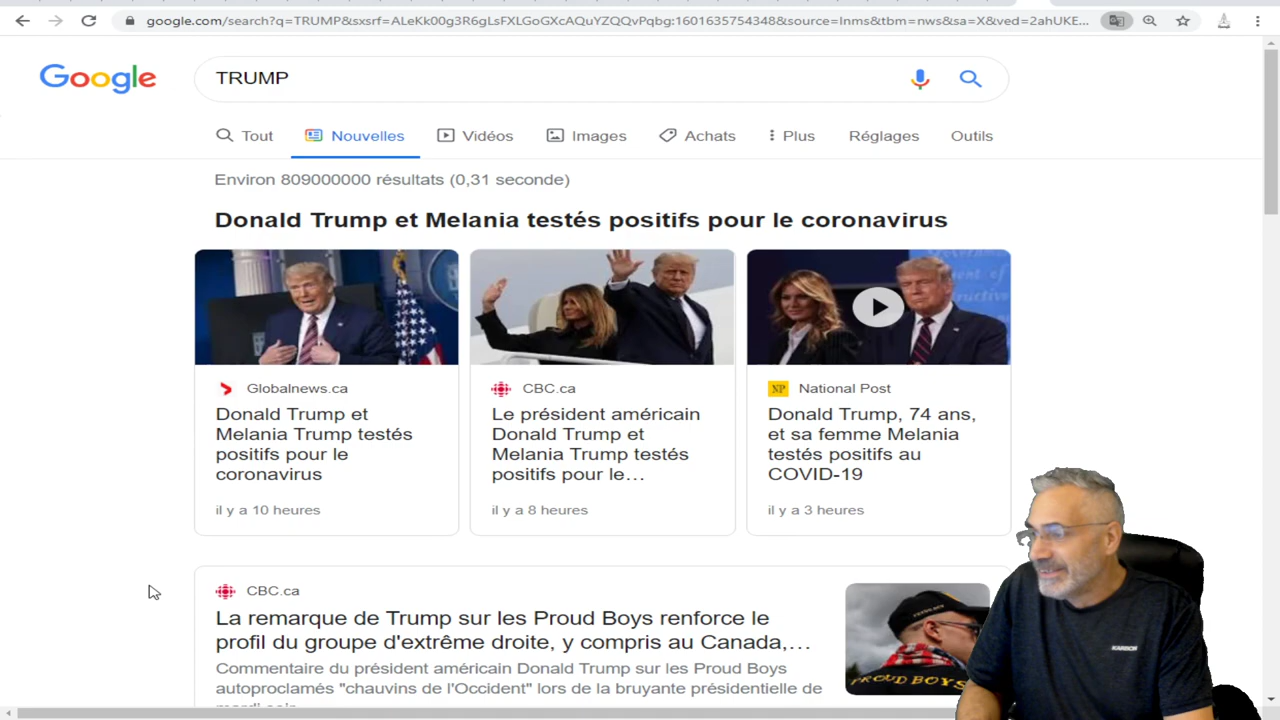 google.com/search?q=TRUMP&sxsrf=ALeKk00g3R6gLsFXLGoGXcAQuYZQQvPqbg:1601635754348&source=lnms&tbm=nws&sa=X&ved=2ahUKE...
Google
TRUMP
Tout Nouvelles Vidéos Images Achats Plus Réglages Outils
Environ 809000000 résultats (0,31 seconde)
Donald Trump et Melania testés positifs pour le coronavirus
Globalnews.ca
Donald Trump et
Melania Trump testés
positifs pour le
coronavirus
il y a 10 heures
CBC.ca
Le président américain
Donald Trump et
Melania Trump testés
positifs pour le...
il y a 8 heures
NP National Post
Donald Trump, 74 ans,
et sa femme Melania
testés positifs au
COVID-19
il y a 3 heures
CBC.ca
La remarque de Trump sur les Proud Boys renforce le
profil du groupe d'extrême droite, y compris au Canada,...
Commentaire du président américain Donald Trump sur les Proud Boys
autoproclamés "chauvins de l'Occident" lors de la bruyante présidentielle de
PROUD BOYS